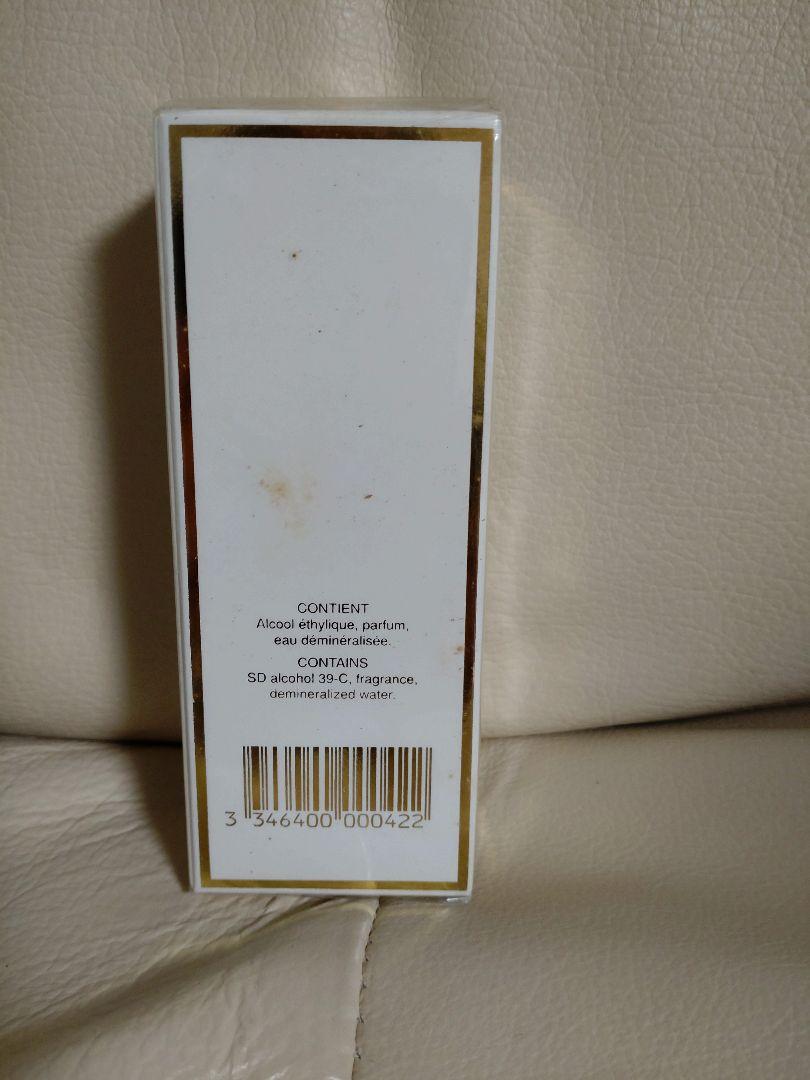 CONTIENT
Alcool éthylique, parfum,
eau déminéralisée.
CONTAINS
SD alcohol 39-C, fragrance,
demineralized water.
3 346400 000422